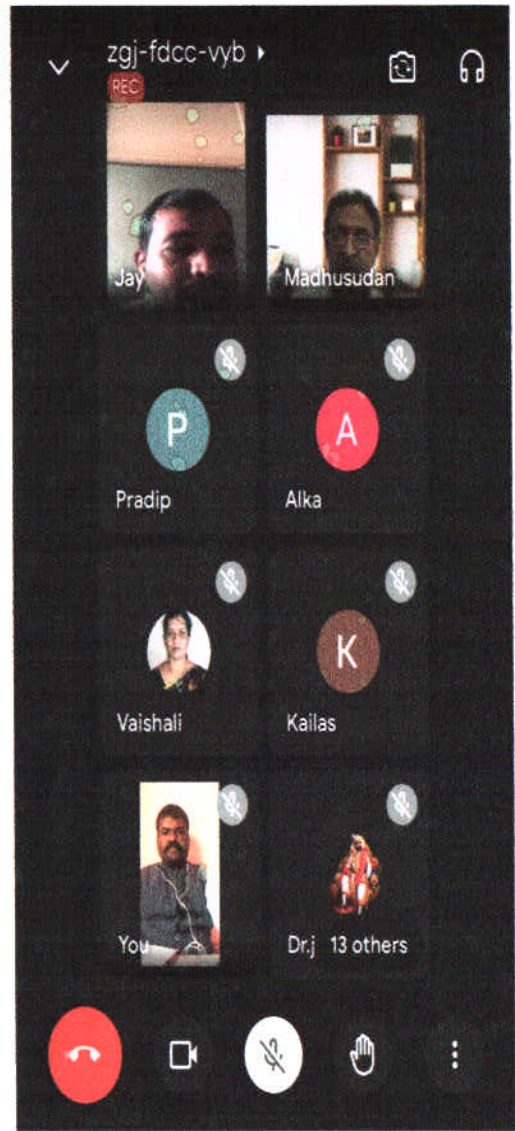 zgj-fdcc-vyb
REC
Jay
Madhusudan
P
Pradip
A
Alka
Vaishali
K
Kailas
You
Dr.j 13 others